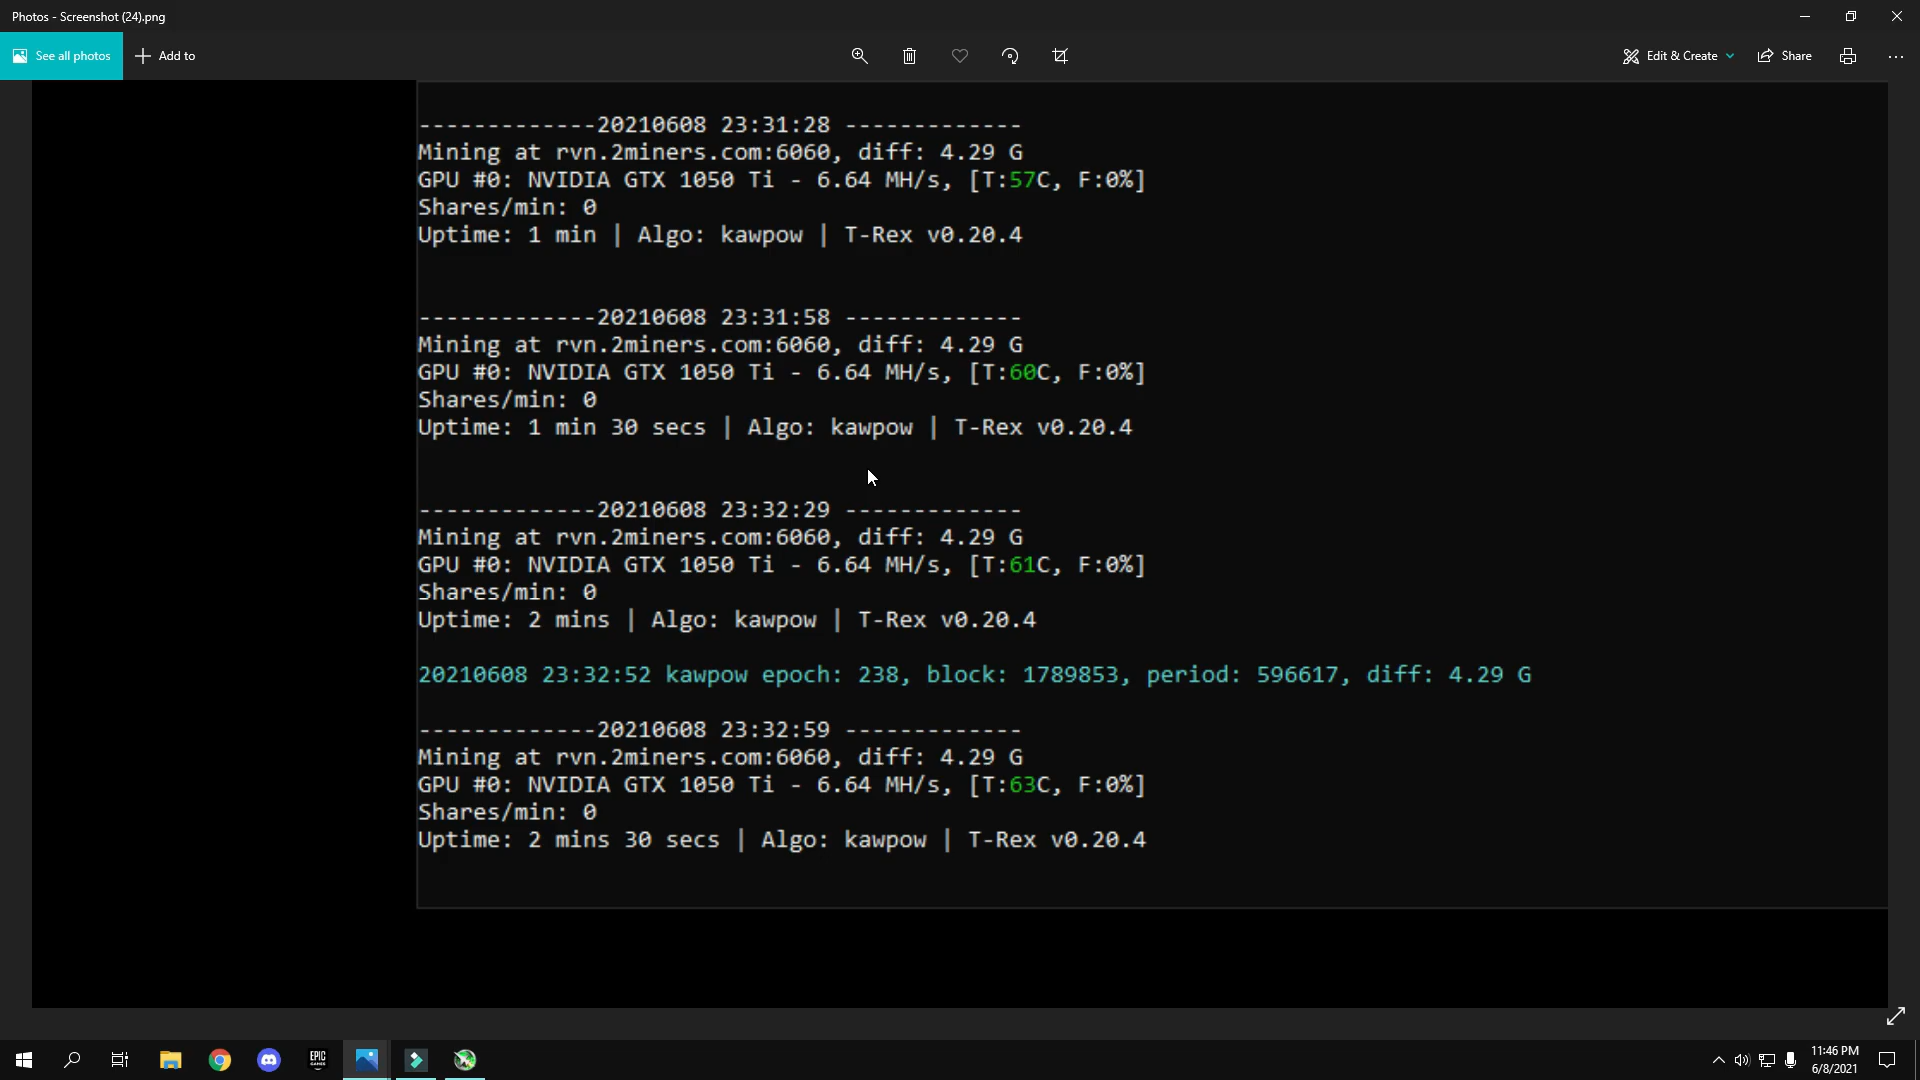 Photos - Screenshot (24).png
See all photos
Add to
Edit & Create
Share
-------------20210608 23:31:28 -------------
Mining at rvn.2miners.com:6060, diff: 4.29 G
GPU #0: NVIDIA GTX 1050 Ti - 6.64 MH/s, [T:57C, F:0%]
Shares/min: 0
Uptime: 1 min | Algo: kawpow | T-Rex v0.20.4
-------------20210608 23:31:58 -------------
Mining at rvn.2miners.com:6060, diff: 4.29 G
GPU #0: NVIDIA GTX 1050 Ti - 6.64 MH/s, [T:60C, F:0%]
Shares/min: 0
Uptime: 1 min 30 secs | Algo: kawpow | T-Rex v0.20.4
-------------20210608 23:32:29 -------------
Mining at rvn.2miners.com:6060, diff: 4.29 G
GPU #0: NVIDIA GTX 1050 Ti - 6.64 MH/s, [T:61C, F:0%]
Shares/min: 0
Uptime: 2 mins | Algo: kawpow | T-Rex v0.20.4
20210608 23:32:52 kawpow epoch: 238, block: 1789853, period: 596617, diff: 4.29 G
-------------20210608 23:32:59 -------------
Mining at rvn.2miners.com:6060, diff: 4.29 G
GPU #0: NVIDIA GTX 1050 Ti - 6.64 MH/s, [T:63C, F:0%]
Shares/min: 0
Uptime: 2 mins 30 secs | Algo: kawpow | T-Rex v0.20.4
EPIC
GAMES
11:46 PM
6/8/2021